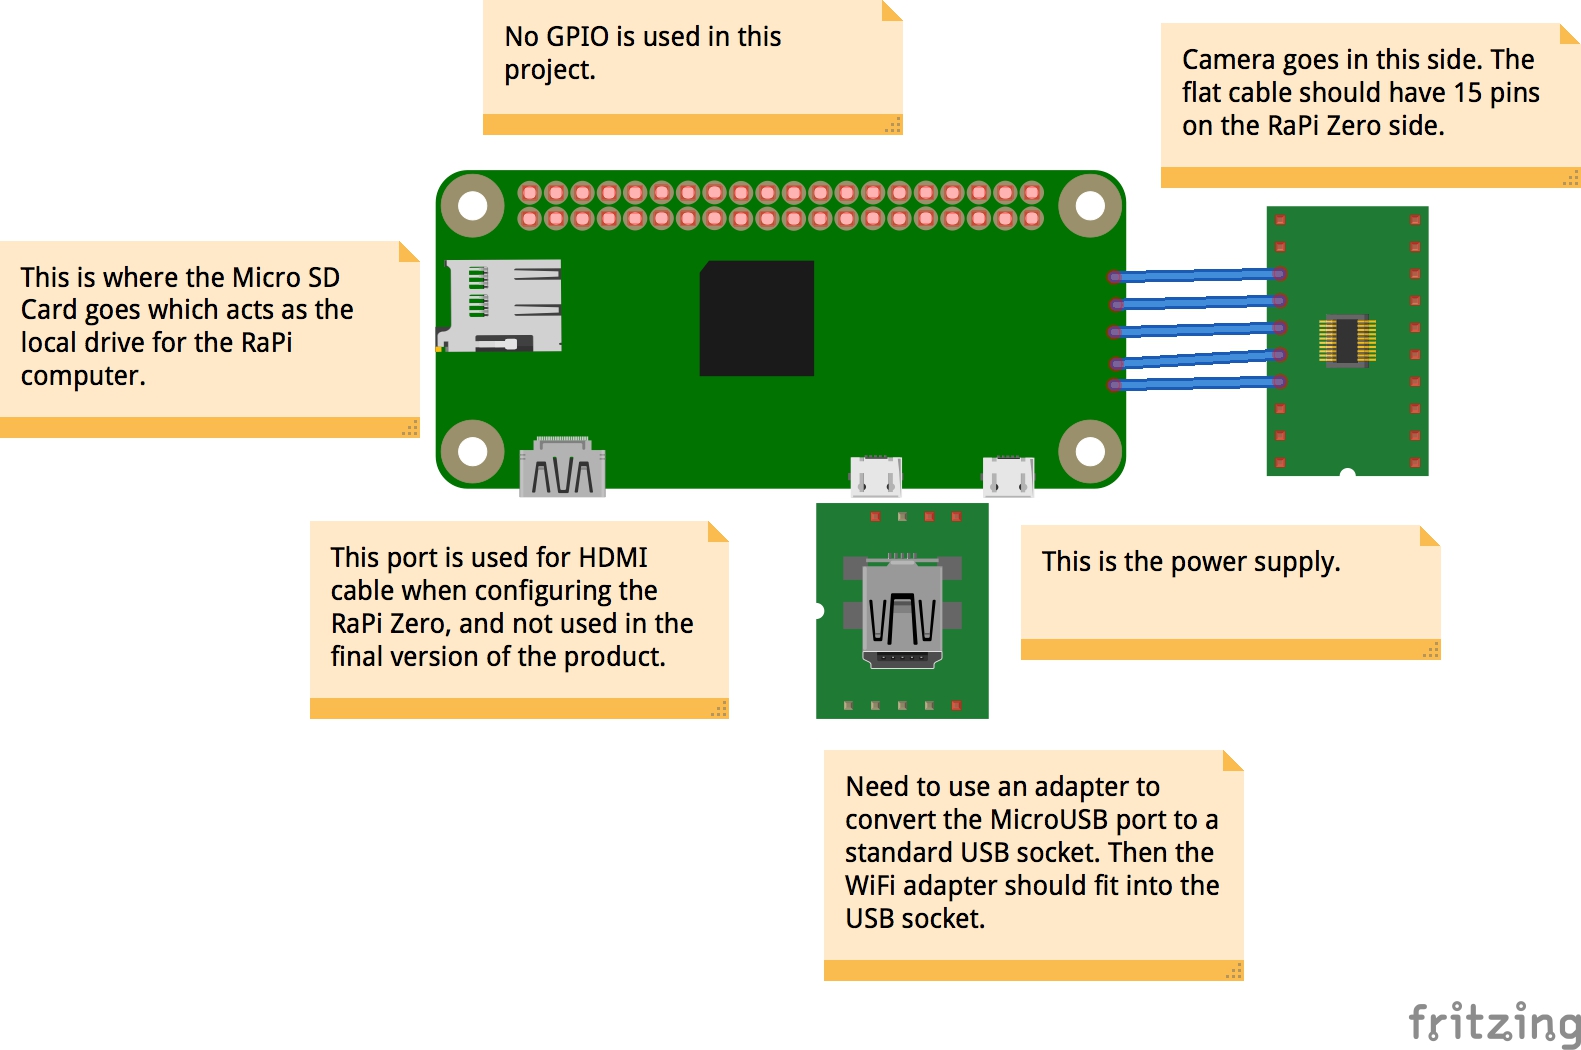 No GPIO is used in this
project.
Camera goes in this side. The
flat cable should have 15 pins
on the RaPi Zero side.
This is where the Micro SD
Card goes which acts as the
local drive for the RaPi
computer.
This port is used for HDMI
cable when configuring the
RaPi Zero, and not used in the
final version of the product.
This is the power supply.
Need to use an adapter to
convert the MicroUSB port to a
standard USB socket. Then the
WiFi adapter should fit into the
USB socket.
fritzing